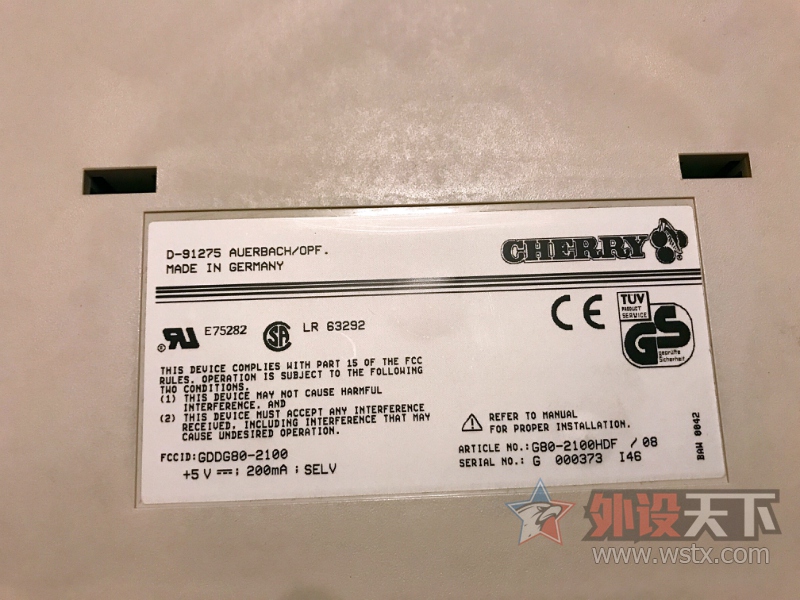 D-91275 AUERBACH/OPF.
MADE IN GERMANY
CHERRY
E75282
LR 63292
CE
TÜV
PRODUCT
SERVICE
GS
geprüfte
Sicherheit
THIS DEVICE COMPLIES WITH PART 15 OF THE FCC
RULES. OPERATION IS SUBJECT TO THE FOLLOWING
TWO CONDITIONS.
(1) THIS DEVICE MAY NOT CAUSE HARMFUL
INTERFERENCE, AND
(2) THIS DEVICE MUST ACCEPT ANY INTERFERENCE
RECEIVED, INCLUDING INTERFERENCE THAT MAY
CAUSE UNDESIRED OPERATION.
FCCID:GDDG80-2100
+5 V ⎓; 200mA ; SELV
REFER TO MANUAL
FOR PROPER INSTALLATION.
ARTICLE NO.:G80-2100HDF /08
SERIAL NO.: G 000373 I46
BAW 0042
外设天下
www.wstx.com